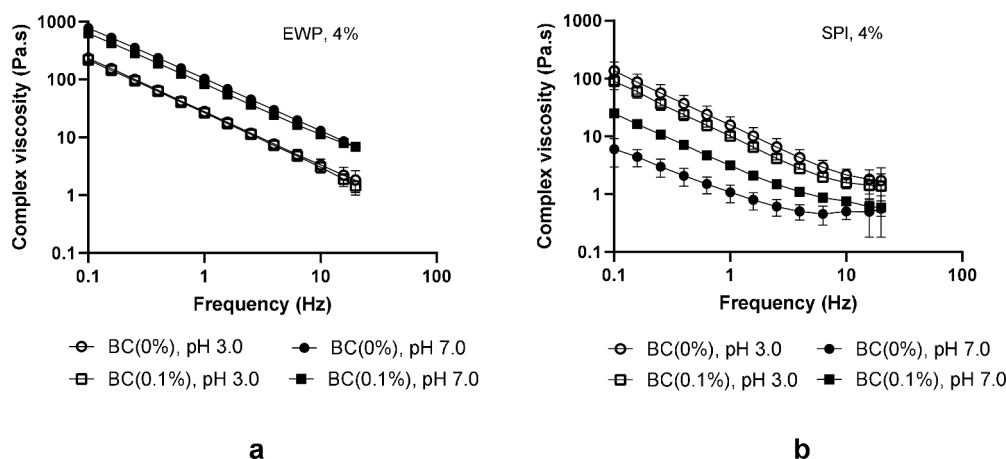 EWP, 4%
Complex viscosity (Pa.s)
1000
100
10
1
0.1
0.1 1 10 100
Frequency (Hz)
BC(0%), pH 3.0 BC(0%), pH 7.0
BC(0.1%), pH 3.0 BC(0.1%), pH 7.0
a
SPI, 4%
Complex viscosity (Pa.s)
1000
100
10
1
0.1
0.1 1 10 100
Frequency (Hz)
BC(0%), pH 3.0 BC(0%), pH 7.0
BC(0.1%), pH 3.0 BC(0.1%), pH 7.0
b